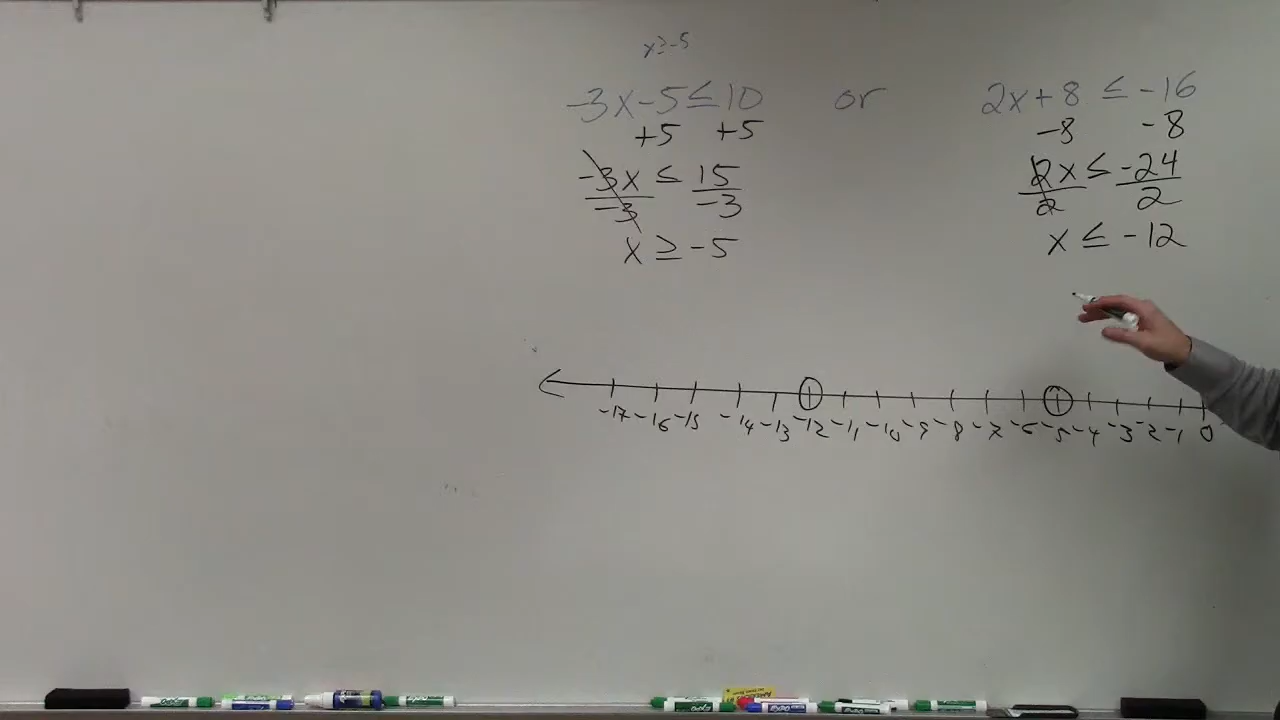 x ≥ -5
-3x - 5 ≤ 10 or 2x + 8 ≤ -16
+5 +5 -8 -8
-3x ≤ 15 2x ≤ -24
-3 -3 2 2
x ≥ -5 x ≤ -12
-17 -16 -15 -14 -13 -12 -11 -10 -9 -8 -7 -6 -5 -4 -3 -2 -1 0